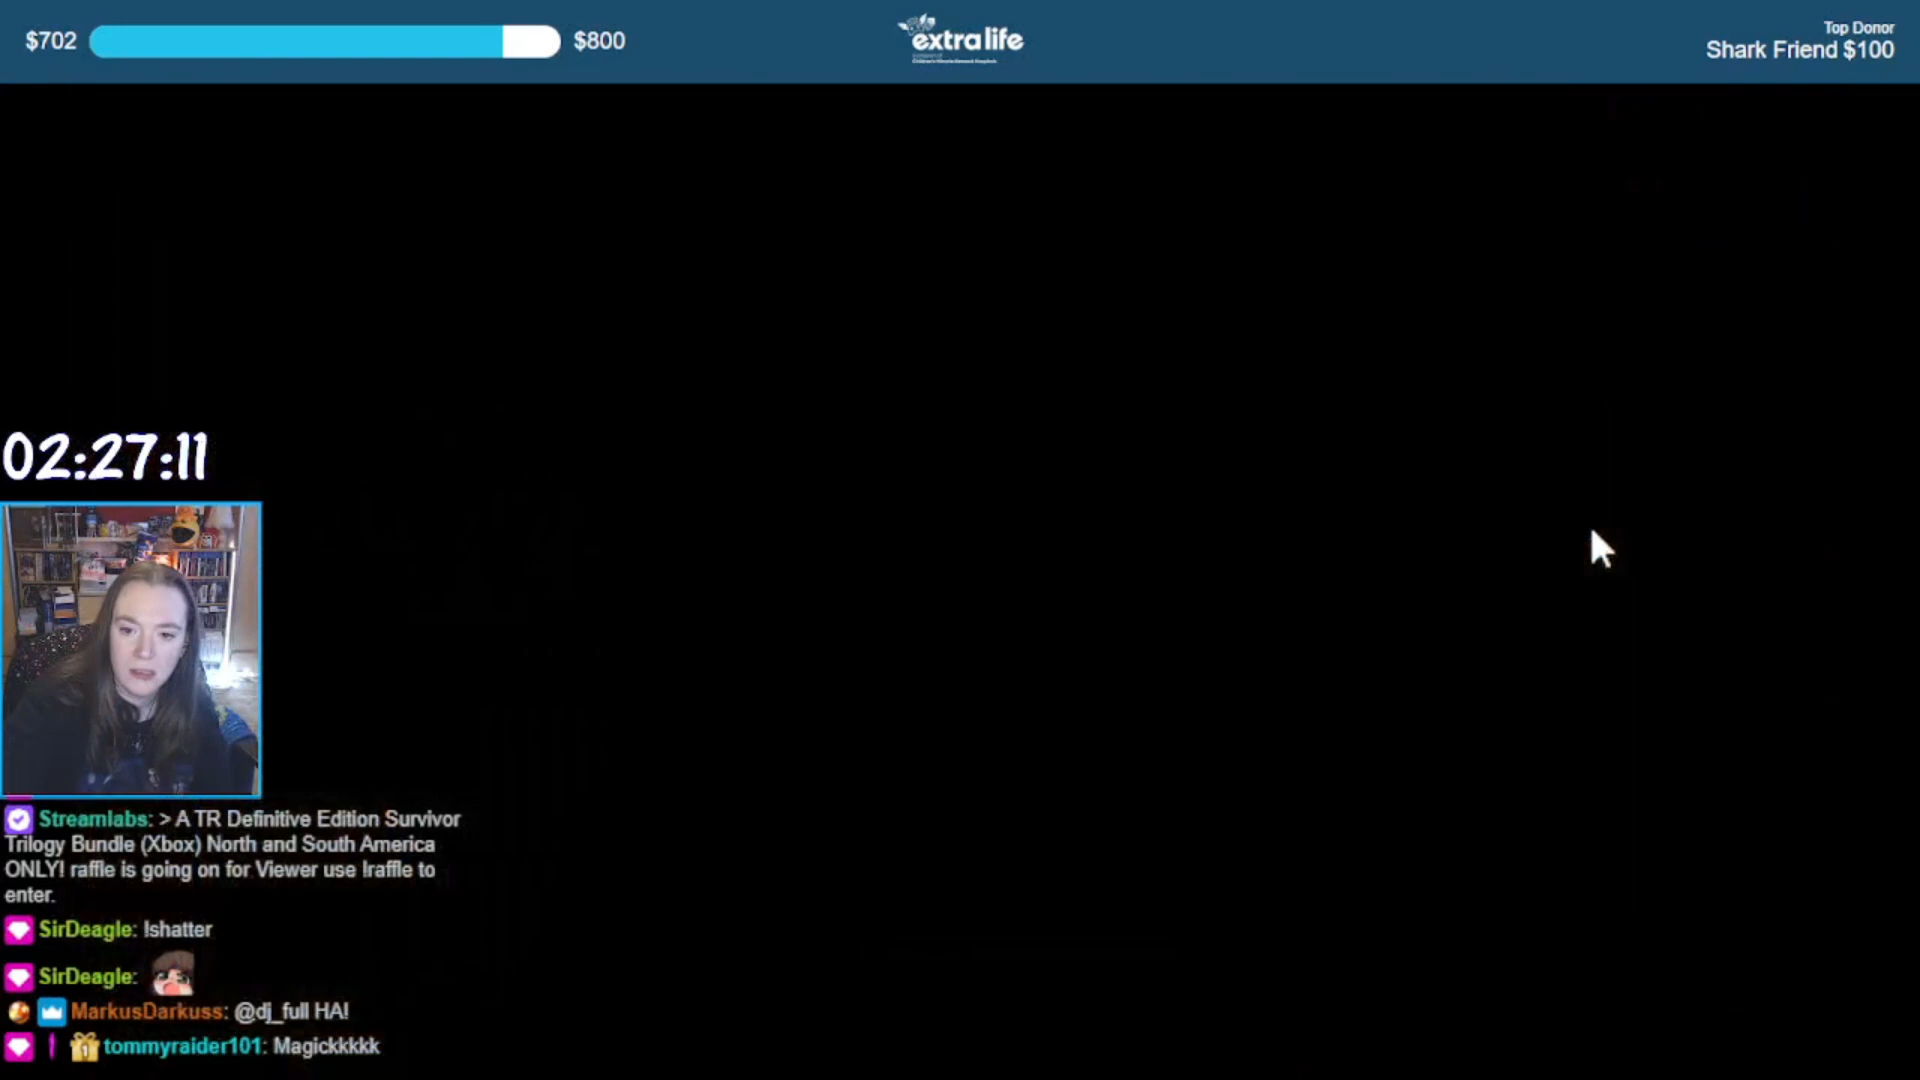 $702
$800
extralife
Top Donor
Shark Friend $100
02:27:11
Streamlabs: > A TR Definitive Edition Survivor
Trilogy Bundle (Xbox) North and South America
ONLY! raffle is going on for Viewer use !raffle to
enter.
SirDeagle: !shatter
SirDeagle:
MarkusDarkuss: @dj_full HA!
tommyraider101: Magickkkkk